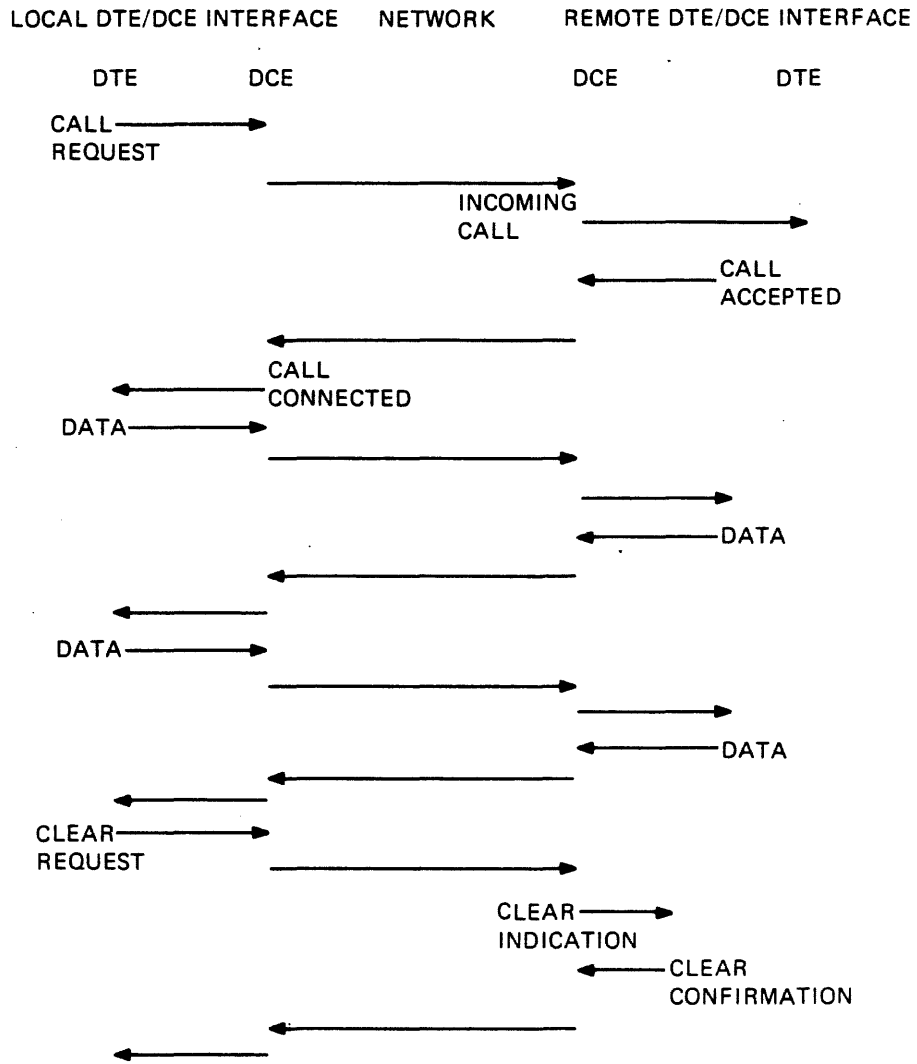 LOCAL DTE/DCE INTERFACE NETWORK REMOTE DTE/DCE INTERFACE
DTE DCE DCE DTE
CALL
REQUEST
INCOMING
CALL
CALL
ACCEPTED
CALL
CONNECTED
DATA
DATA
DATA
DATA
CLEAR
REQUEST
CLEAR
INDICATION
CLEAR
CONFIRMATION